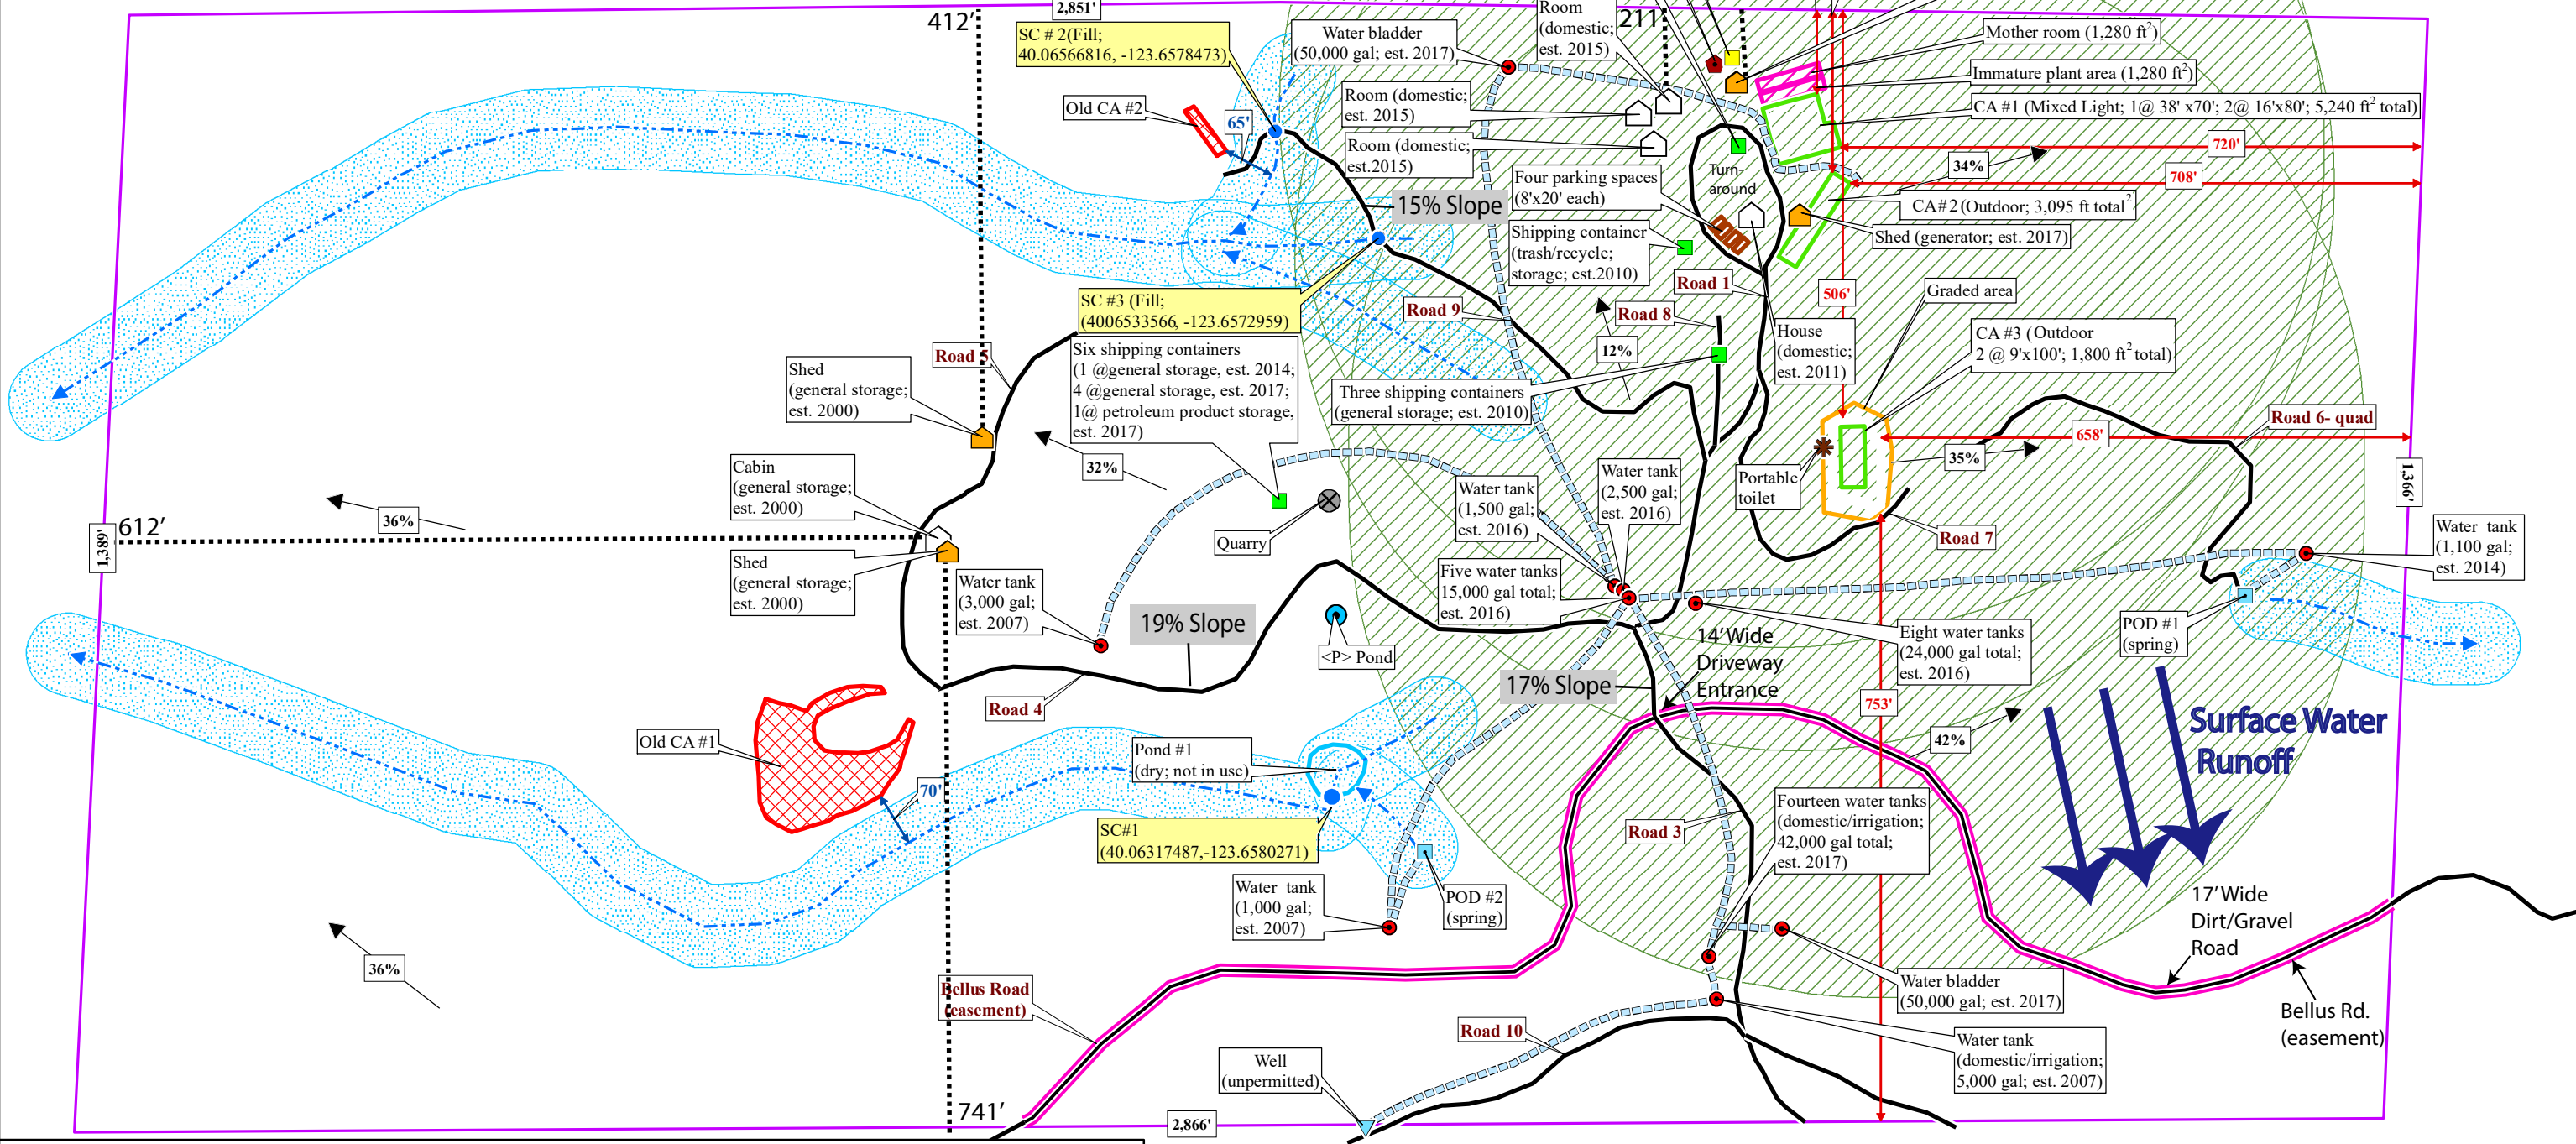 2,851'
412'
SC # 2(Fill;
40.06566816, -123.6578473)
Water bladder
(50,000 gal; est. 2017)
Room
(domestic;
est. 2015)
211
Mother room (1,280 ft²)
Immature plant area (1,280 ft²)
CA #1 (Mixed Light; 1@ 38' x70'; 2@ 16'x80'; 5,240 ft² total)
Old CA #2
65'
Room (domestic;
est. 2015)
Room (domestic;
est.2015)
720'
34%
708'
Turn-
around
Four parking spaces
(8'x20' each)
15% Slope
CA#2 (Outdoor; 3,095 ft total²
Shed (generator; est. 2017)
Shipping container
(trash/recycle;
storage; est.2010)
Road 1
506'
Graded area
SC #3 (Fill;
(40.06533566, -123.6572959)
Road 9
Road 8
12%
House
(domestic;
est. 2011)
CA #3 (Outdoor
2 @ 9'x100'; 1,800 ft² total)
Road 5
Six shipping containers
(1 @general storage, est. 2014;
4 @general storage, est. 2017;
1@ petroleum product storage,
est. 2017)
Shed
(general storage;
est. 2000)
Three shipping containers
(general storage; est. 2010)
Road 6- quad
658'
35%
32%
Cabin
(general storage;
est. 2000)
Water tank
(1,500 gal;
est. 2016)
Water tank
(2,500 gal;
est. 2016)
Portable
toilet
1,366'
36%
612'
1,389'
Quarry
Road 7
Water tank
(1,100 gal;
est. 2014)
Shed
(general storage;
est. 2000)
Water tank
(3,000 gal;
est. 2007)
Five water tanks
15,000 gal total;
est. 2016)
19% Slope
<P> Pond
14' Wide
Driveway
Entrance
Eight water tanks
(24,000 gal total;
est. 2016)
POD #1
(spring)
17% Slope
Road 4
753'
42%
Surface Water
Runoff
Old CA #1
Pond #1
(dry; not in use)
70'
SC#1
(40.06317487,-123.6580271)
Road 3
Fourteen water tanks
(domestic/irrigation;
42,000 gal total;
est. 2017)
Water tank
(1,000 gal;
est. 2007)
POD #2
(spring)
17' Wide
Dirt/Gravel
Road
36%
Bellus Road
(easement)
Water bladder
(50,000 gal; est. 2017)
Bellus Rd.
(easement)
Road 10
Well
(unpermitted)
Water tank
(domestic/irrigation;
5,000 gal; est. 2007)
741'
2,866'